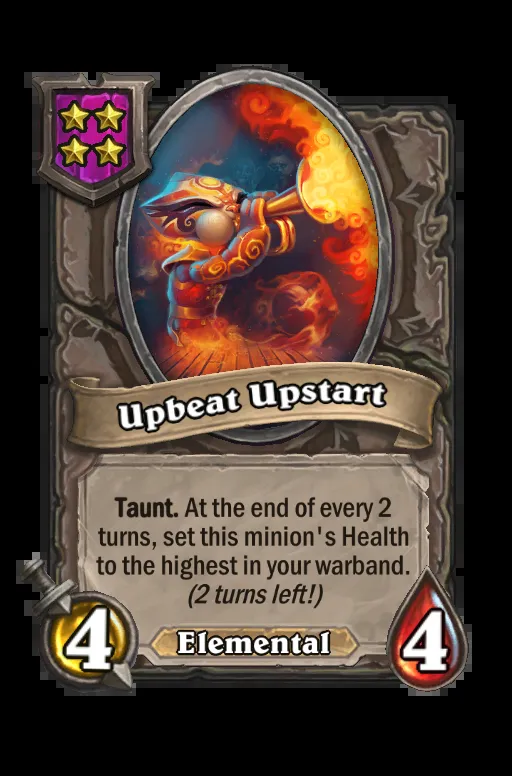 Upbeat Upstart
Taunt. At the end of every 2
turns, set this minion's Health
to the highest in your warband.
(2 turns left!)
4
Elemental
4